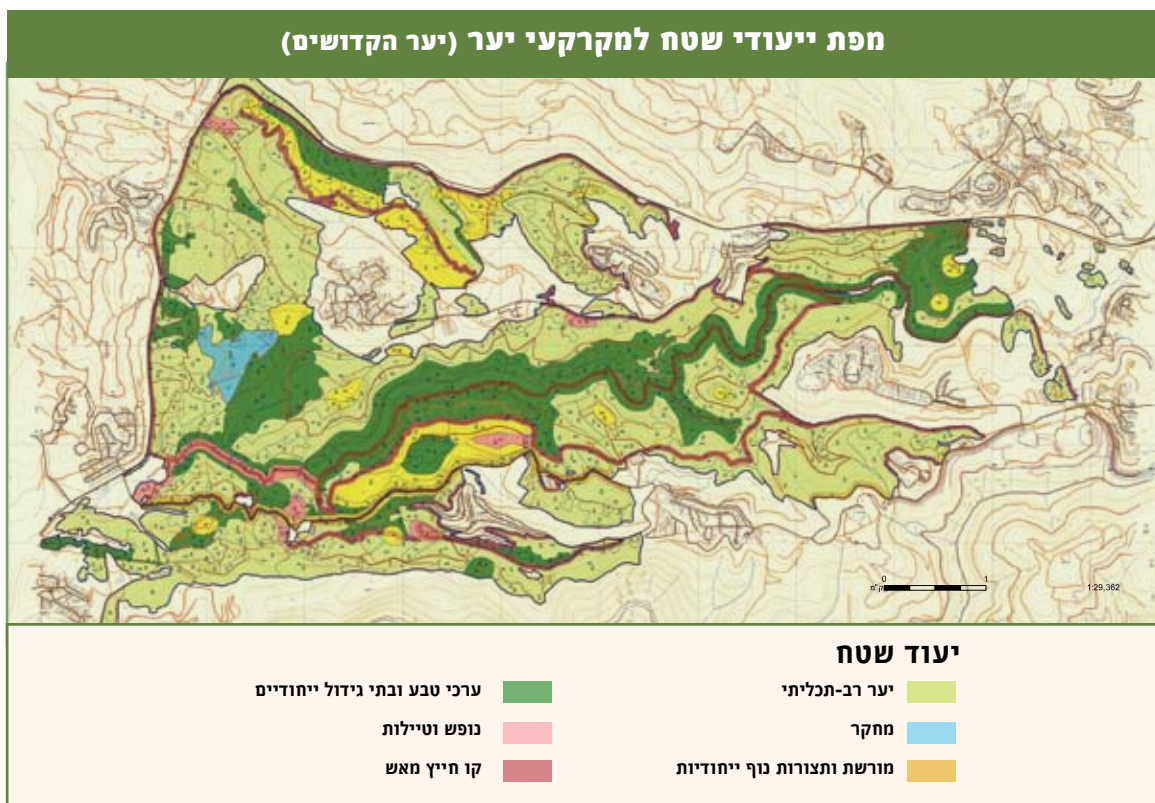 מפת ייעודי שטח למקרקעי יער (יער הקדושים)
0 1
ק"מ
1:29,362
יעוד שטח
יער רב-תכליתי
מחקר
מורשת ותצורות נוף ייחודיות
ערכי טבע ובתי גידול ייחודיים
נופש וטיילות
קו חייץ מאש